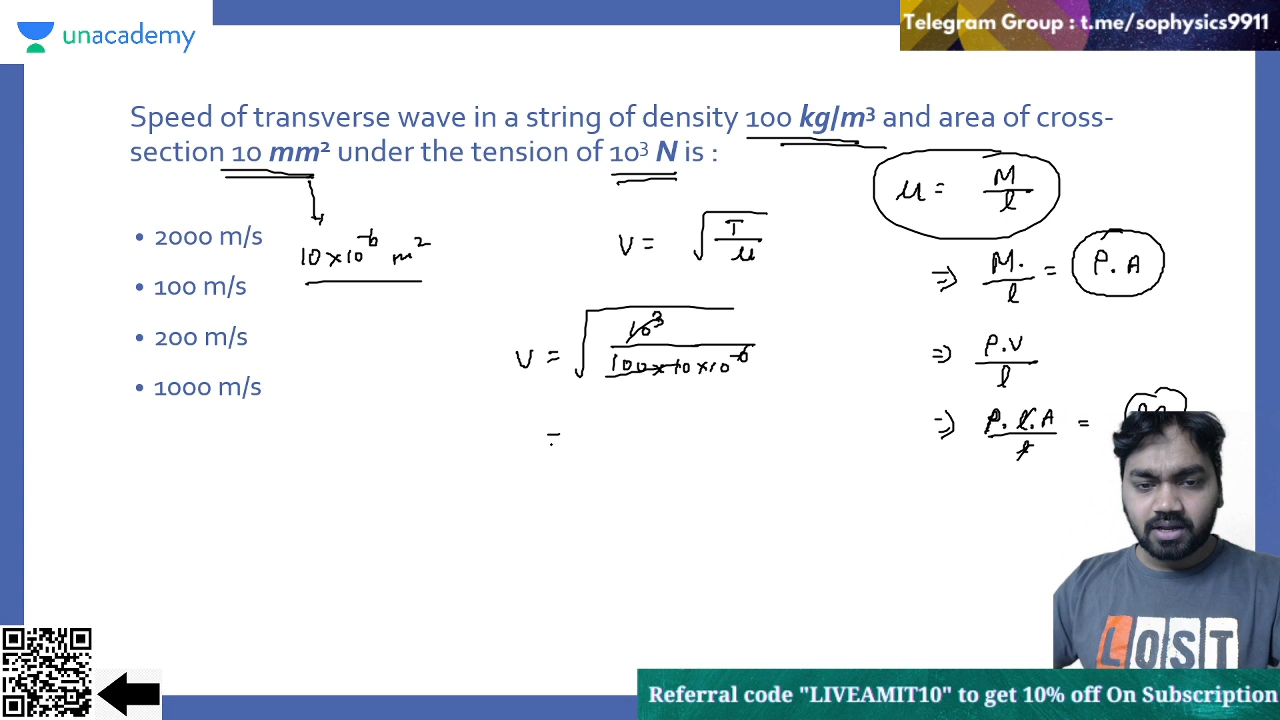 unacademy
Telegram Group : t.me/sophysics9911
Speed of transverse wave in a string of density 100 kg/m³ and area of cross-
section 10 mm² under the tension of 10³ N is :
• 2000 m/s
• 100 m/s
• 200 m/s
• 1000 m/s
10 × 10⁻⁶ m²
v = √(T/μ)
v = √(10³/(100 × 10 × 10⁻⁶))
=
μ = M/l
⇒ M/l = ρ. A
⇒ ρ.V/l
⇒ ρ. l. A/l =
LOST
Referral code "LIVEAMIT10" to get 10% off On Subscription